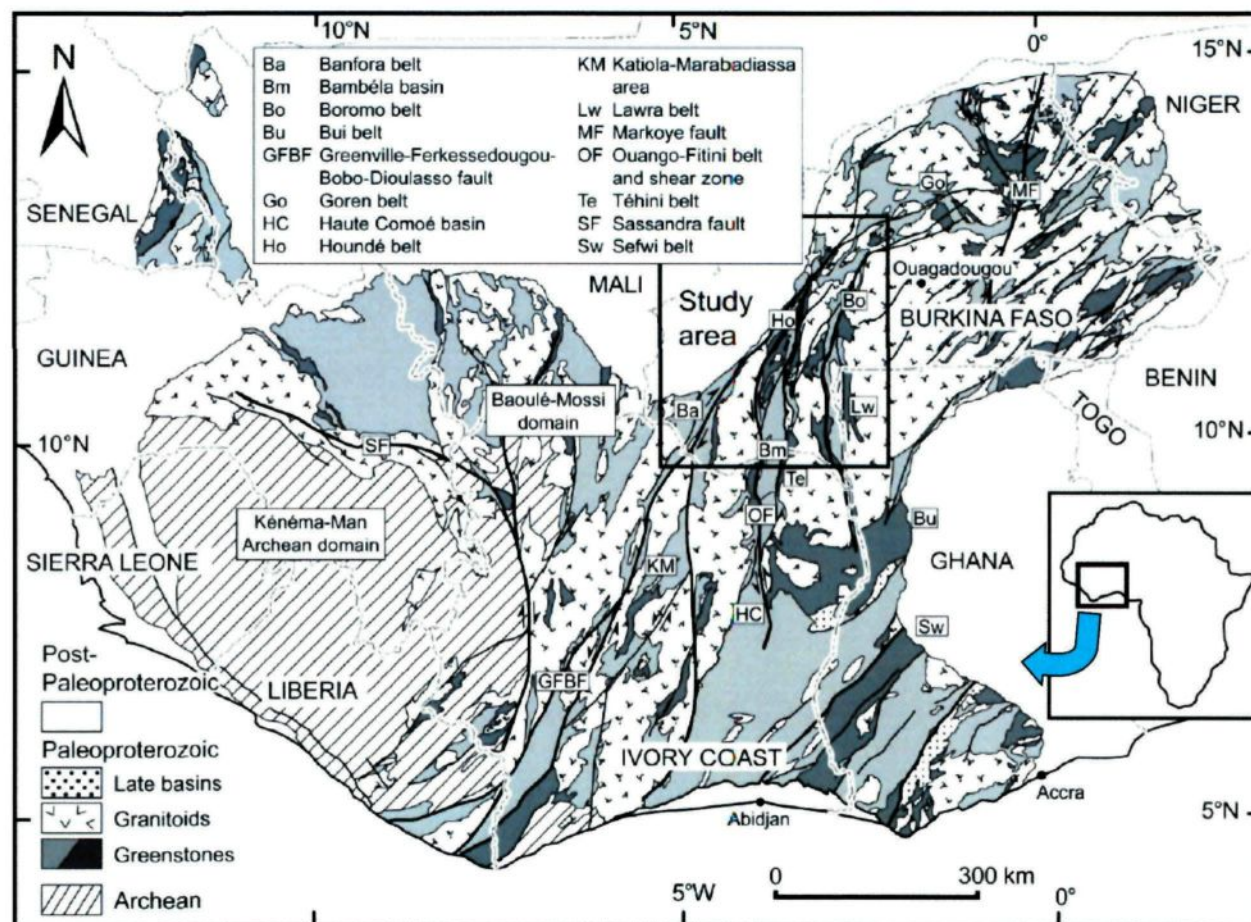 10°N
5°N
0°
15°N
N
Ba Banfora belt
Bm Bambéla basin
Bo Boromo belt
Bu Bui belt
GFBF Greenville-Ferkessedougou-
Bobo-Dioulasso fault
Go Goren belt
HC Haute Comoé basin
Ho Houndé belt
KM Katiola-Marabadiassa
area
Lw Lawra belt
MF Markoye fault
OF Ouango-Fitini belt
and shear zone
Te Téhini belt
SF Sassandra fault
Sw Sefwi belt
NIGER
SENEGAL
Go
MF
MALI
Study
area
Ouagadougou
Bo
Ho
BURKINA FASO
GUINEA
BENIN
Baoulé-Mossi
domain
Ba
Lw
TOGO
10°N
SF
Bm
10°N
Te
Kénéma-Man
Archean domain
OF
Bu
SIERRA LEONE
KM
GHANA
HC
Sw
Post-
Paleoproterozoic
LIBERIA
GFBF
Paleoproterozoic
Late basins
IVORY COAST
Granitoids
Accra
Abidjan
5°N
Greenstones
Archean
5°W
0 300 km
0°